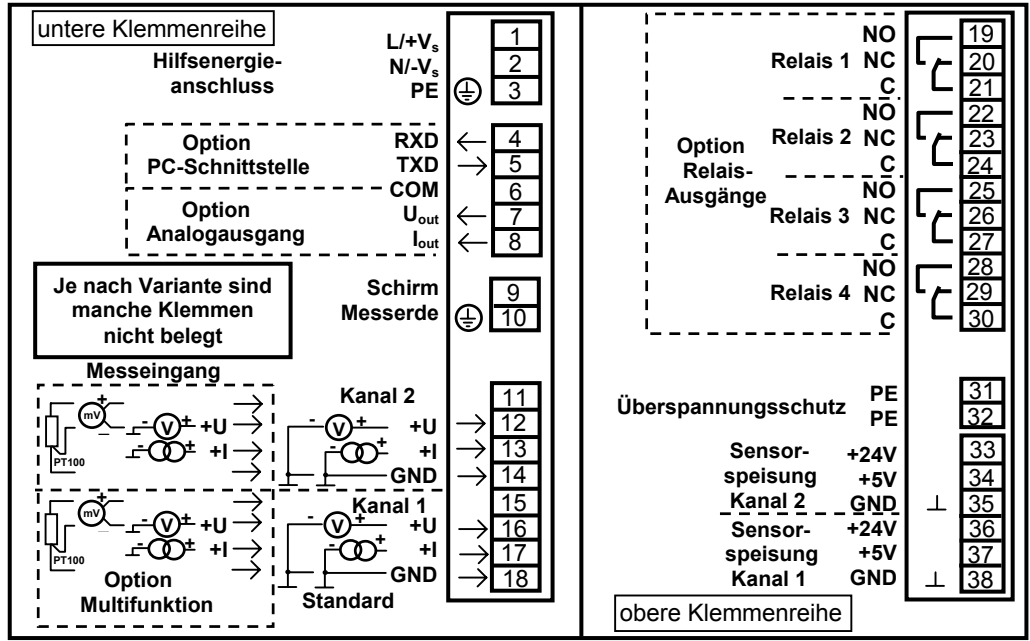 untere Klemmenreihe
Hilfsenergie-
anschluss
L/+Vs 1
N/-Vs 2
PE 3
Option
PC-Schnittstelle
RXD 4
TXD 5
COM 6
Option
Analogausgang
Uout 7
Iout 8
Je nach Variante sind
manche Klemmen
nicht belegt
Schirm 9
Messerde 10
Messeingang
Kanal 2 11
mV
PT100
- V + +U - V + +U 12
- + +I - + +I 13
GND 14
15
Kanal 1
mV
PT100
- V + +U - V + +U 16
- + +I - + +I 17
GND 18
Option
Multifunktion
Standard
Option
Relais-
Ausgänge
NO 19
Relais 1 NC 20
C 21
NO 22
Relais 2 NC 23
C 24
NO 25
Relais 3 NC 26
C 27
NO 28
Relais 4 NC 29
C 30
Überspannungsschutz
PE 31
PE 32
Sensor-
speisung
Kanal 2
+24V 33
+5V 34
GND ⊥ 35
Sensor-
speisung
Kanal 1
+24V 36
+5V 37
GND ⊥ 38
obere Klemmenreihe